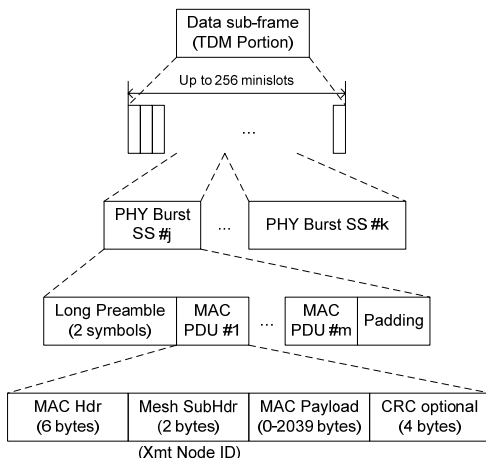 Data sub-frame
(TDM Portion)
Up to 256 minislots
...
PHY Burst
SS #j
...
PHY Burst SS #k
Long Preamble
(2 symbols)
MAC
PDU #1
...
MAC
PDU #m
Padding
MAC Hdr
(6 bytes)
Mesh SubHdr
(2 bytes)
MAC Payload
(0-2039 bytes)
CRC optional
(4 bytes)
(Xmt Node ID)